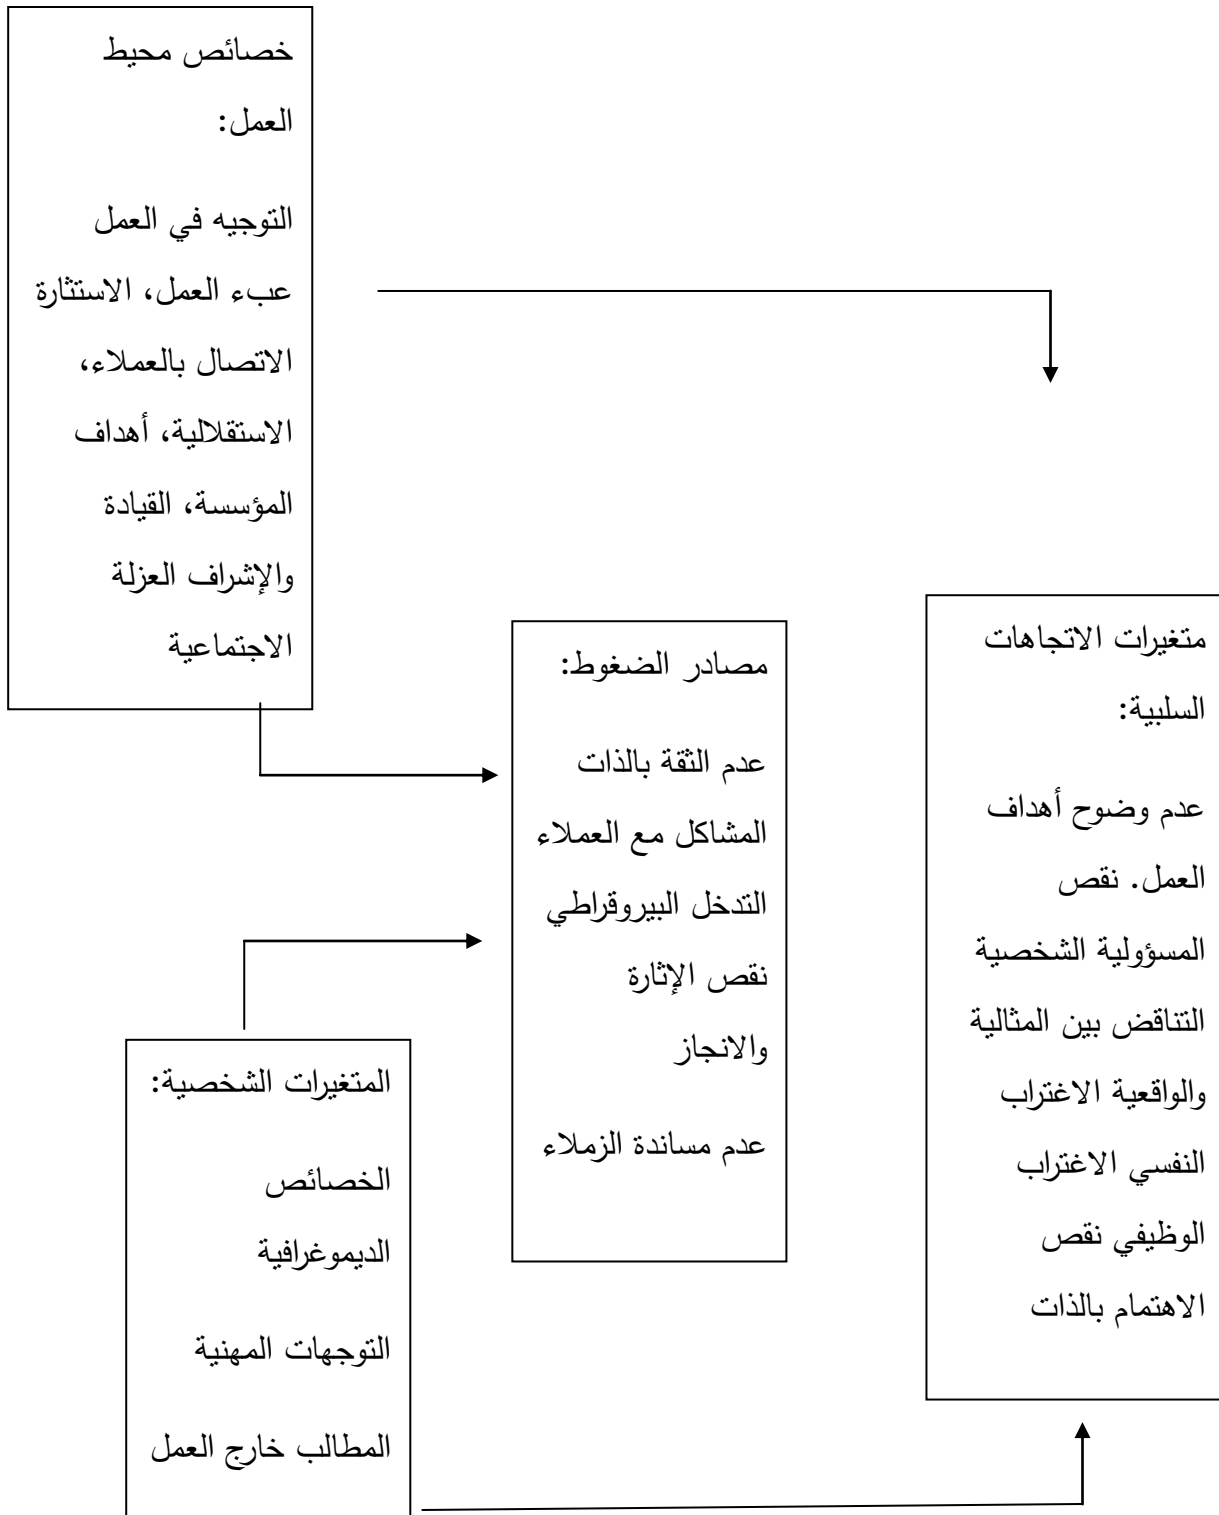 خصائص محيط
العمل:
التوجيه في العمل
عبء العمل، الاستثارة
الاتصال بالعملاء،
الاستقلالية، أهداف
المؤسسة، القيادة
والإشراف العزلة
الاجتماعية
مصادر الضغوط:
عدم الثقة بالذات
المشاكل مع العملاء
التدخل البيروقراطي
نقص الإثارة
والانجاز
عدم مساندة الزملاء
متغيرات الاتجاهات
السلبية:
عدم وضوح أهداف
العمل. نقص
المسؤولية الشخصية
التناقض بين المثالية
والواقعية الاغتراب
النفسي الاغتراب
الوظيفي نقص
الاهتمام بالذات
المتغيرات الشخصية:
الخصائص
الديموغرافية
التوجهات المهنية
المطالب خارج العمل